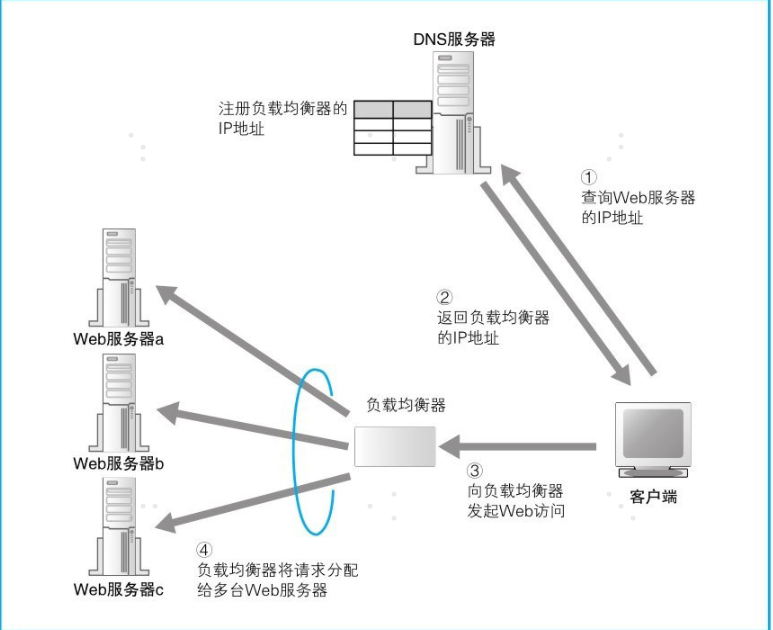 DNS服务器
注册负载均衡器的
IP地址
①
查询Web服务器
的IP地址
②
返回负载均衡器
的IP地址
Web服务器a
负载均衡器
Web服务器b
③
向负载均衡器
发起Web访问
客户端
④
负载均衡器将请求分配
给多台Web服务器
Web服务器c